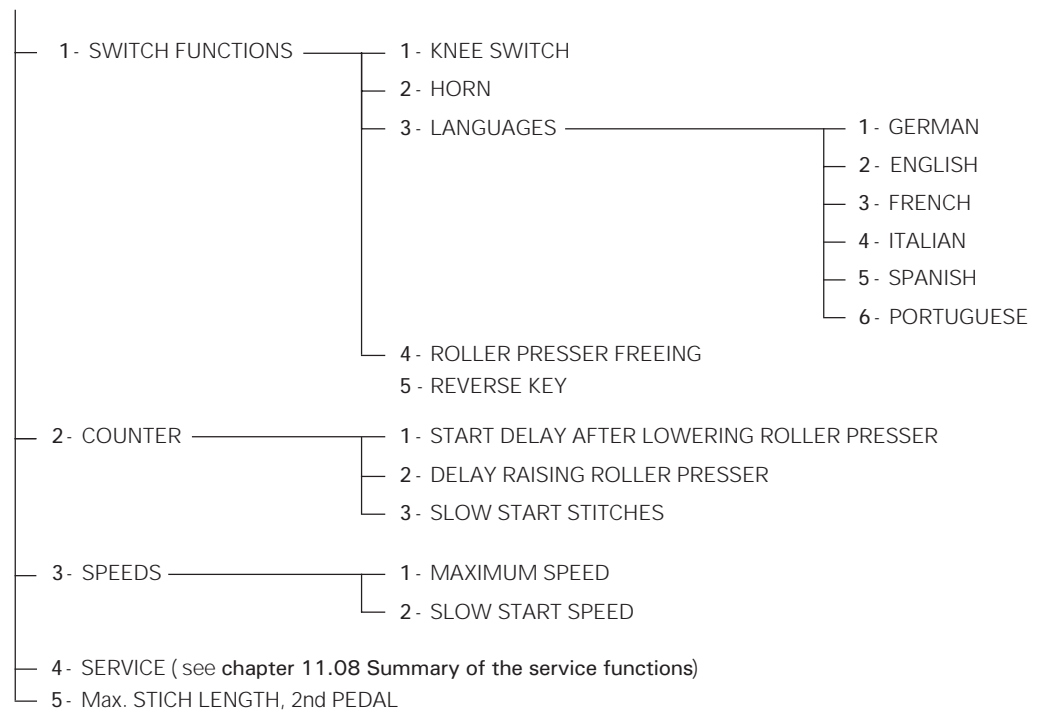 1 - SWITCH FUNCTIONS 1 - KNEE SWITCH
2 - HORN
3 - LANGUAGES 1 - GERMAN
2 - ENGLISH
3 - FRENCH
4 - ITALIAN
5 - SPANISH
6 - PORTUGUESE
4 - ROLLER PRESSER FREEING
5 - REVERSE KEY
2 - COUNTER 1 - START DELAY AFTER LOWERING ROLLER PRESSER
2 - DELAY RAISING ROLLER PRESSER
3 - SLOW START STITCHES
3 - SPEEDS 1 - MAXIMUM SPEED
2 - SLOW START SPEED
4 - SERVICE ( see chapter 11.08 Summary of the service functions)
5 - Max. STICH LENGTH, 2nd PEDAL